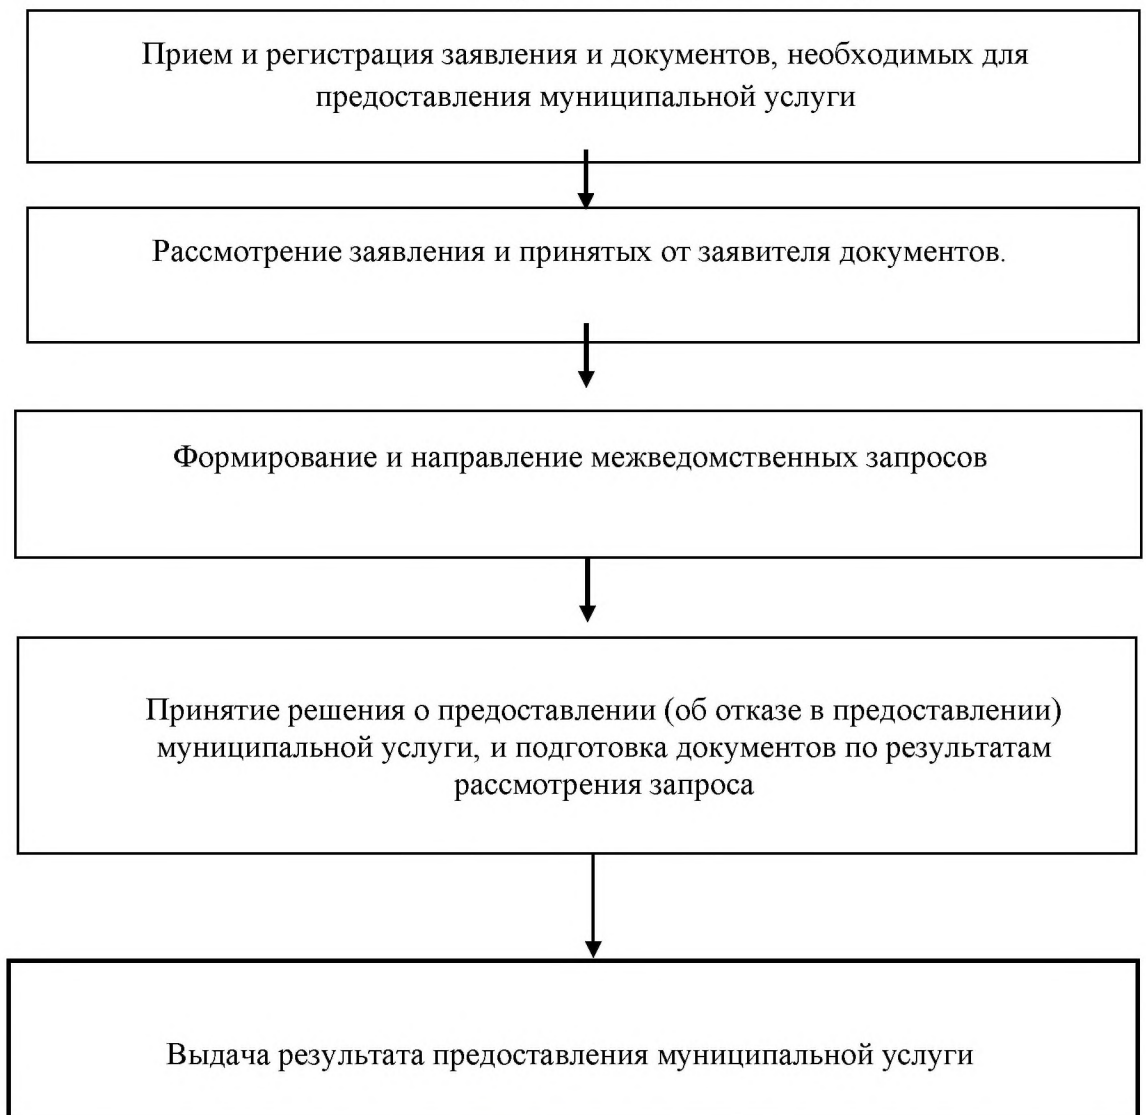 Прием и регистрация заявления и документов, необходимых для
предоставления муниципальной услуги
Рассмотрение заявления и принятых от заявителя документов.
Формирование и направление межведомственных запросов
Принятие решения о предоставлении (об отказе в предоставлении)
муниципальной услуги, и подготовка документов по результатам
рассмотрения запроса
Выдача результата предоставления муниципальной услуги